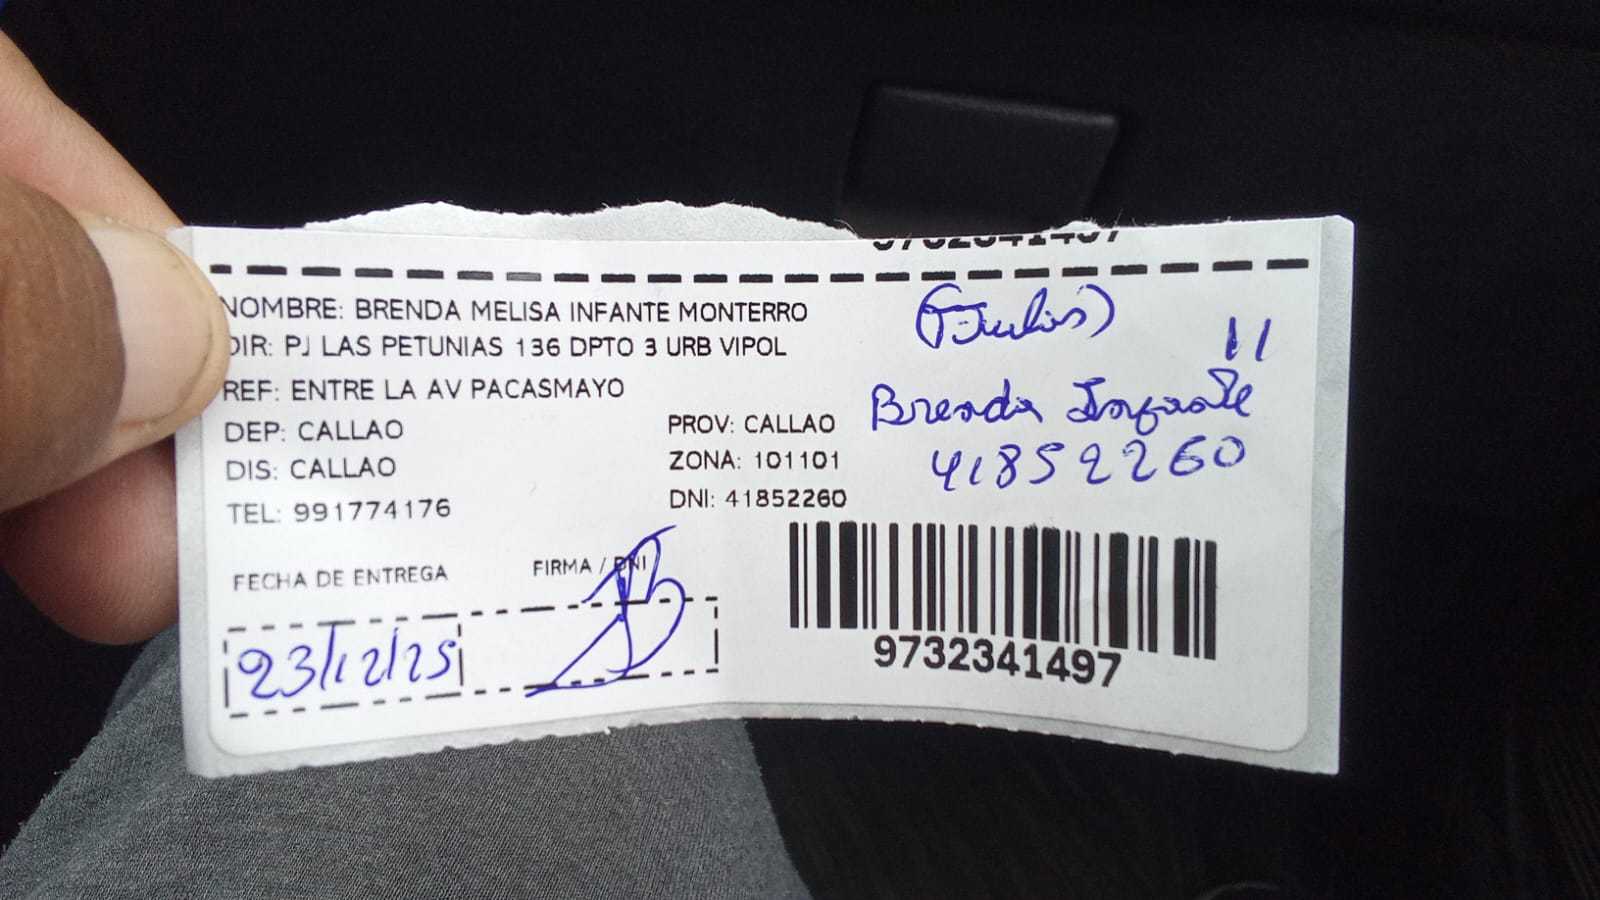 9732341497
NOMBRE: BRENDA MELISA INFANTE MONTERRO
DIR: PJ LAS PETUNIAS 136 DPTO 3 URB VIPOL
REF: ENTRE LA AV PACASMAYO
DEP: CALLAO
PROV: CALLAO
DIS: CALLAO
ZONA: 101101
TEL: 991774176
DNI: 41852260
11
Brenda Infante
41852260
FECHA DE ENTREGA
FIRMA / DNI
23/12/25
9732341497